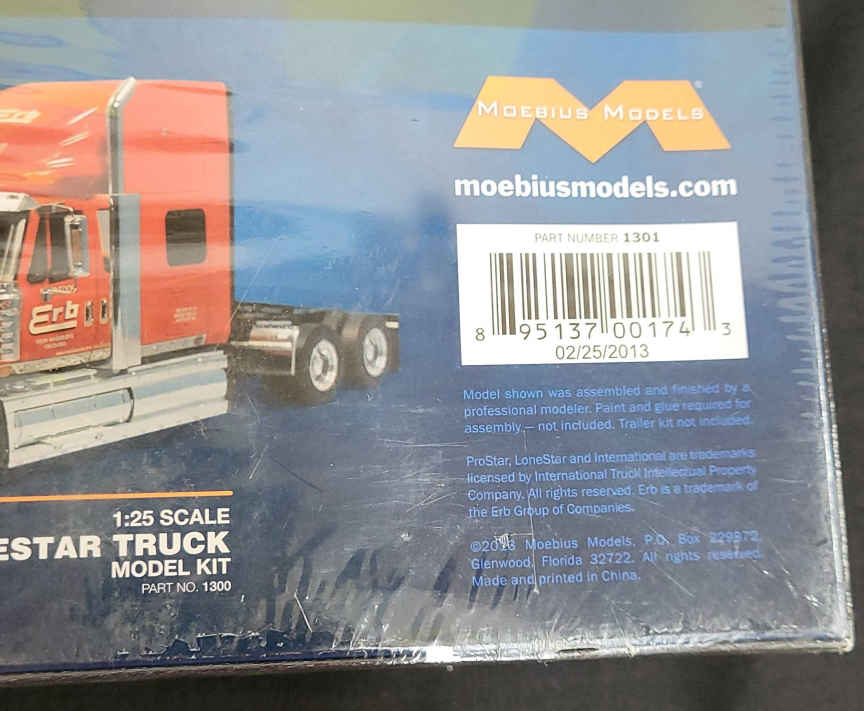 Erb
1:25 SCALE
ESTAR TRUCK
MODEL KIT
PART NO. 1300
MOEBIUS MODELS
®
moebiusmodels.com
PART NUMBER 1301
8 95137 00174 3
02/25/2013
Model shown was assembled and finished by a
professional modeler. Paint and glue required for
assembly — not included. Trailer kit not included.
ProStar, LoneStar and International are trademarks
licensed by International Truck Intellectual Property
Company. All rights reserved. Erb is a trademark of
the Erb Group of Companies.
©2013 Moebius Models, P.O. Box 229872,
Glenwood, Florida 32722. All rights reserved.
Made and printed in China.